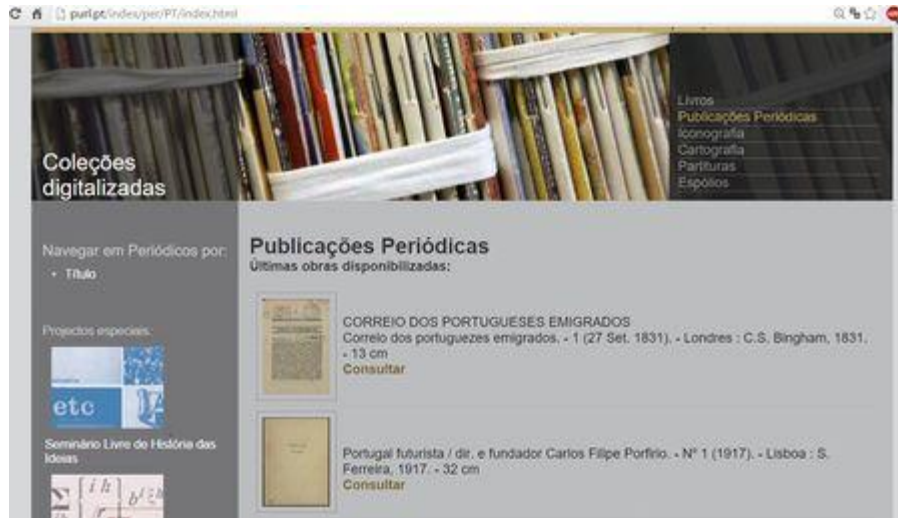 purl.pt/index/per/PT/index.html
Livros
Publicações Periódicas
Iconografia
Cartografia
Partituras
Espólios
Coleções
digitalizadas
Navegar em Periódicos por:
• Título
Projectos especiais:
etc
Seminário Livre de História das
Ideias
Publicações Periódicas
Últimas obras disponibilizadas:
CORREIO DOS PORTUGUESES EMIGRADOS
Correio dos portuguezes emigrados. - 1 (27 Set. 1831). - Londres : C.S. Bingham, 1831.
- 13 cm
Consultar
Portugal futurista / dir. e fundador Carlos Filipe Porfírio. - Nº 1 (1917). - Lisboa : S.
Ferreira, 1917. - 32 cm
Consultar